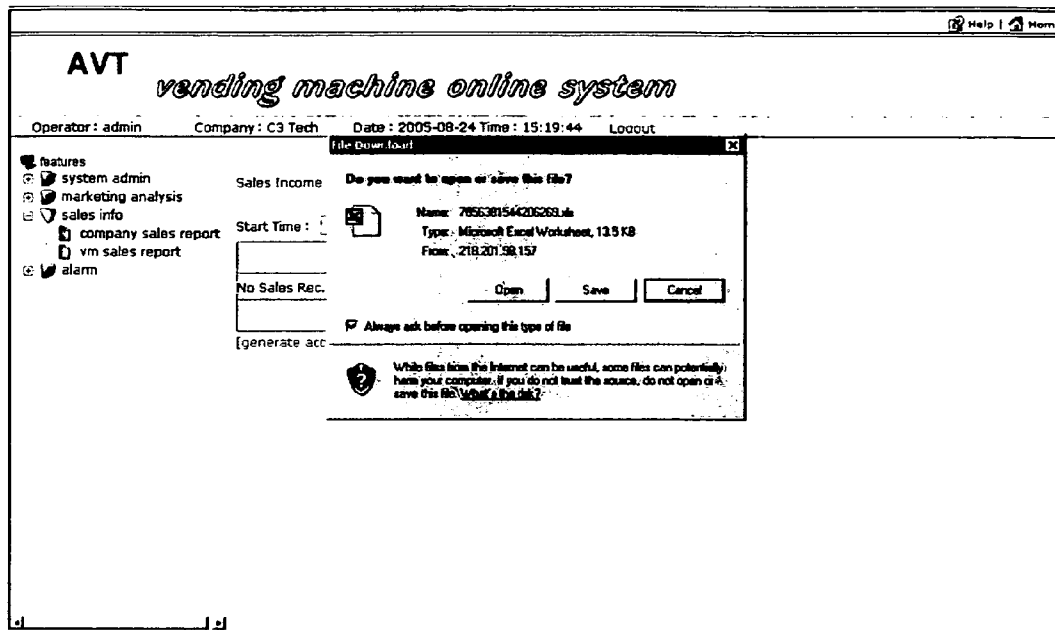 Help | Hom
AVT
vending machine online system
Operator : admin Company : C3 Tech Date : 2005-08-24 Time : 15:19:44 Logout
features
system admin
marketing analysis
sales info
company sales report
vm sales report
alarm
Sales Income
Start Time :
No Sales Rec.
[generate acc
File Download
Do you want to open or save this file?
Name: 7856381544206269.xls
Type: Microsoft Excel Worksheet, 13.5 KB
From: 218.201.98.157
Open Save Cancel
Always ask before opening this type of file
While files from the Internet can be useful, some files can potentially
harm your computer. If you do not trust the source, do not open or
save this file. What's the risk?